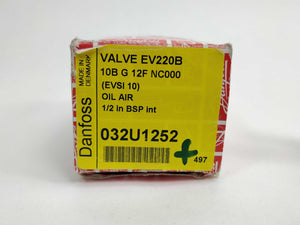 Danfoss
MADE IN
DENMARK
VALVE EV220B
10B G 12F NC000
(EVSI 10)
OIL AIR
1/2 in BSP int
032U1252
497